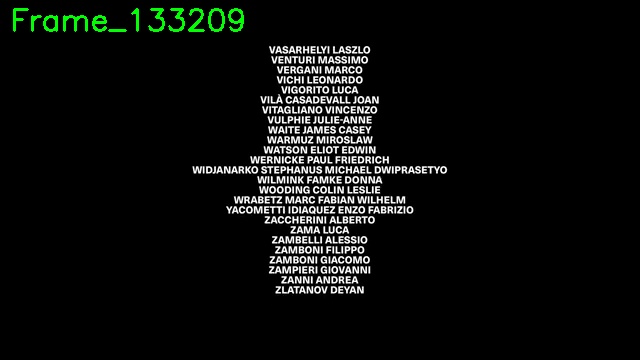 Frame_133209
VASARHELYI LASZLO
VENTURI MASSIMO
VERGANI MARCO
VICHI LEONARDO
VIGORITO LUCA
VILÀ CASADEVALL JOAN
VITAGLIANO VINCENZO
VULPHIE JULIE-ANNE
WAITE JAMES CASEY
WARMUZ MIROSLAW
WATSON ELIOT EDWIN
WERNICKE PAUL FRIEDRICH
WIDJANARKO STEPHANUS MICHAEL DWIPRASETYO
WILMINK FAMKE DONNA
WOODING COLIN LESLIE
WRABETZ MARC FABIAN WILHELM
YACOMETTI IDIAQUEZ ENZO FABRIZIO
ZACCHERINI ALBERTO
ZAMA LUCA
ZAMBELLI ALESSIO
ZAMBONI FILIPPO
ZAMBONI GIACOMO
ZAMPIERI GIOVANNI
ZANNI ANDREA
ZLATANOV DEYAN